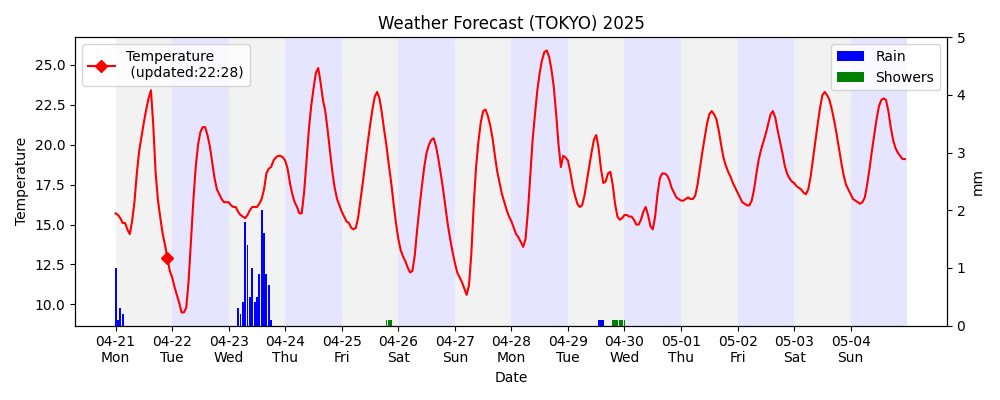 Weather Forecast (TOKYO) 2025
Temperature
(updated:22:28)
Rain
Showers
Temperature
25.0
22.5
20.0
17.5
15.0
12.5
10.0
5
4
3
2
1
0
mm
04-21 04-22 04-23 04-24 04-25 04-26 04-27 04-28 04-29 04-30 05-01 05-02 05-03 05-04
Mon Tue Wed Thu Fri Sat Sun Mon Tue Wed Thu Fri Sat Sun
Date